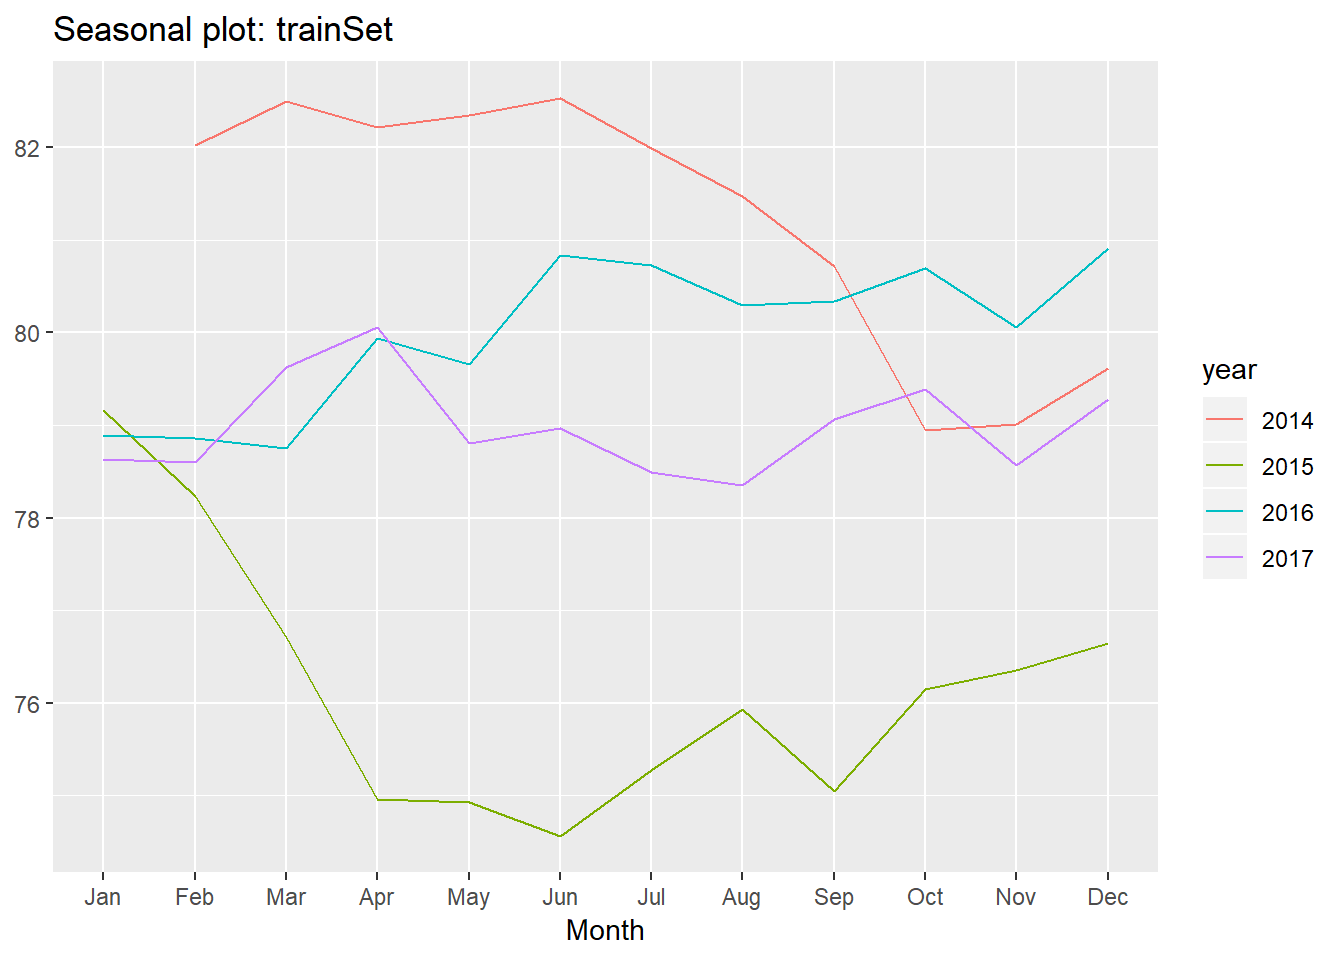 Seasonal plot: trainSet
82
80
78
76
Jan Feb Mar Apr May Jun Jul Aug Sep Oct Nov Dec
Month
year
2014
2015
2016
2017